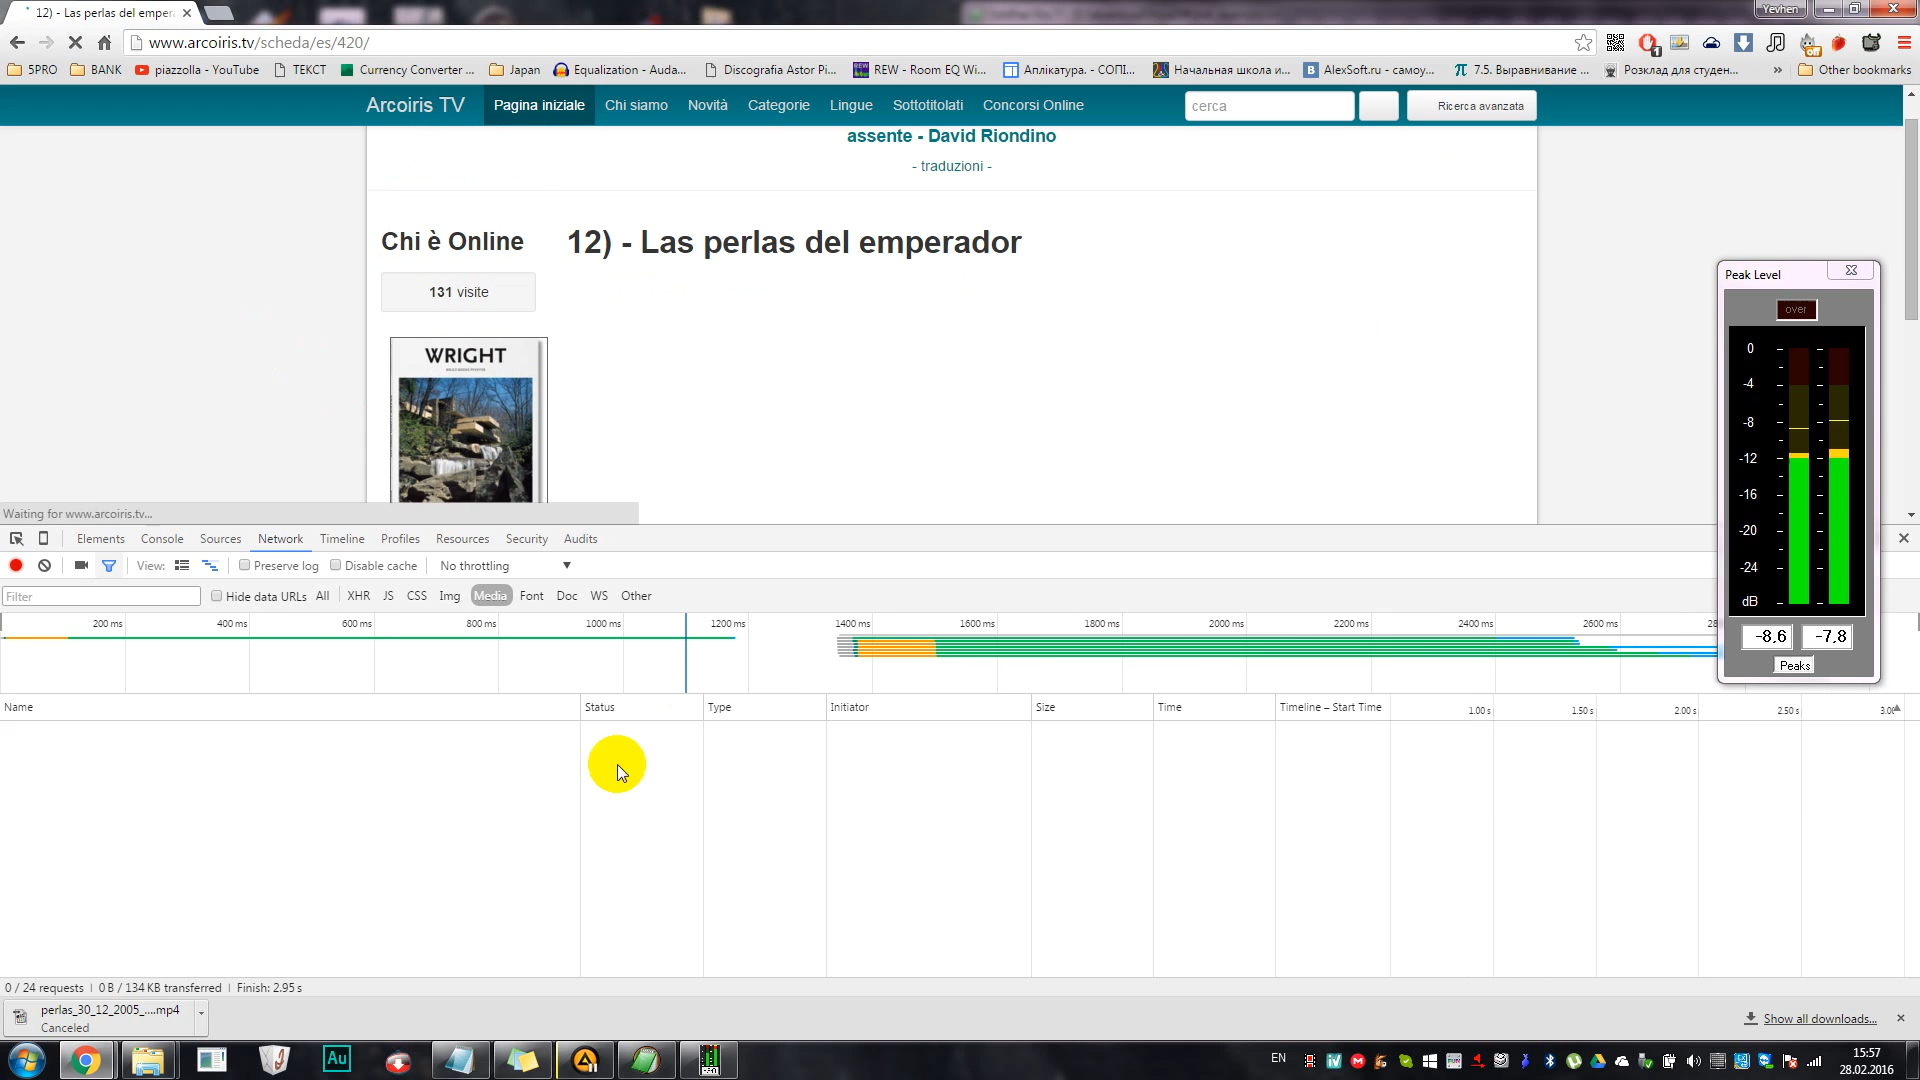 12) - Las perlas del empera
Yevhen
www.arcoiris.tv/scheda/es/420/
5PRO
BANK
piazzolla - YouTube
ТЕКСТ
Currency Converter ...
Japan
Equalization - Auda...
Discografia Astor Pi...
REW - Room EQ Wi...
Аплікатура. - СОПІ...
Начальная школа и...
AlexSoft.ru - самоу...
7.5. Выравнивание ...
Розклад для студен...
»
Other bookmarks
Arcoiris TV
Pagina iniziale
Chi siamo
Novità
Categorie
Lingue
Sottotitolati
Concorsi Online
cerca
Ricerca avanzata
assente - David Riondino
- traduzioni -
Chi è Online
12) - Las perlas del emperador
131 visite
WRIGHT
Waiting for www.arcoiris.tv...
Peak Level
over
0
-4
-8
-12
-16
-20
-24
dB
-8,6
-7,8
Peaks
Elements
Console
Sources
Network
Timeline
Profiles
Resources
Security
Audits
View:
Preserve log
Disable cache
No throttling
Filter
Hide data URLs
All
XHR
JS
CSS
Img
Media
Font
Doc
WS
Other
200 ms
400 ms
600 ms
800 ms
1000 ms
1200 ms
1400 ms
1600 ms
1800 ms
2000 ms
2200 ms
2400 ms
2600 ms
28
Name
Status
Type
Initiator
Size
Time
Timeline – Start Time
1.00 s
1.50 s
2.00 s
2.50 s
3.0
0 / 24 requests | 0 B / 134 KB transferred | Finish: 2.95 s
perlas_30_12_2005_....mp4
Canceled
Show all downloads...
Au
EN
15:57
28.02.2016